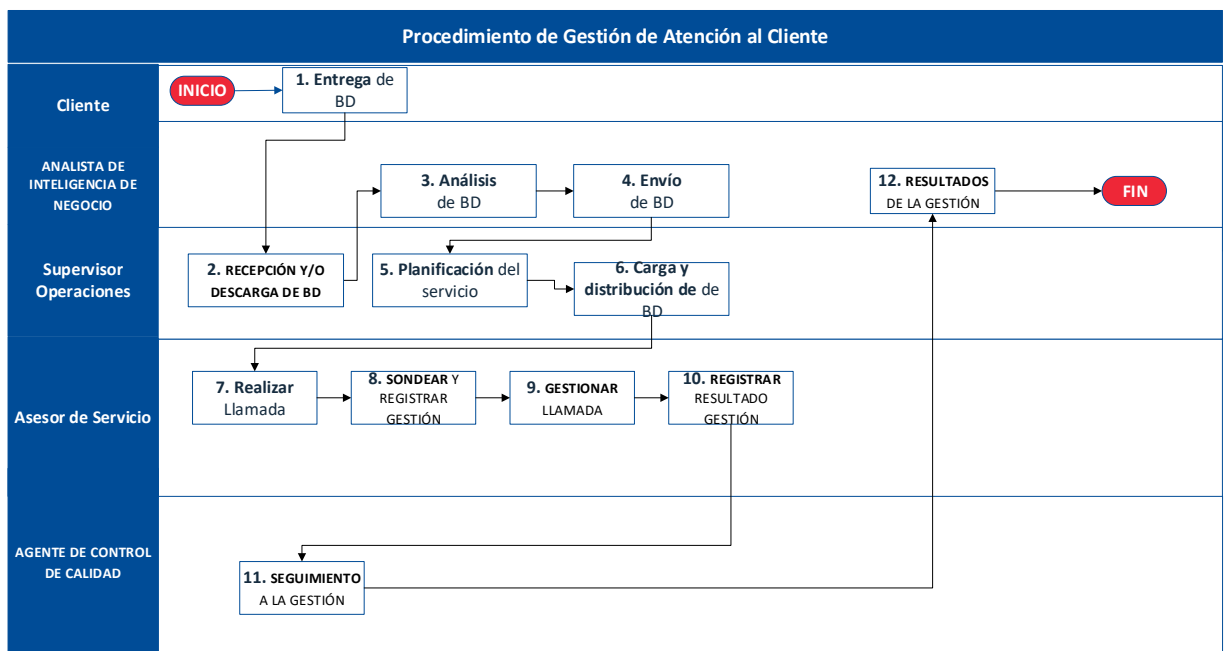 Procedimiento de Gestión de Atención al Cliente
Cliente
INICIO
1. Entrega de
BD
ANALISTA DE
INTELIGENCIA DE
NEGOCIO
3. Análisis
de BD
4. Envío
de BD
12. RESULTADOS
DE LA GESTIÓN
FIN
Supervisor
Operaciones
2. RECEPCIÓN Y/O
DESCARGA DE BD
5. Planificación del
servicio
6. Carga y
distribución de de
BD
Asesor de Servicio
7. Realizar
Llamada
8. SONDEAR Y
REGISTRAR
GESTIÓN
9. GESTIONAR
LLAMADA
10. REGISTRAR
RESULTADO
GESTIÓN
AGENTE DE CONTROL
DE CALIDAD
11. SEGUIMIENTO
A LA GESTIÓN